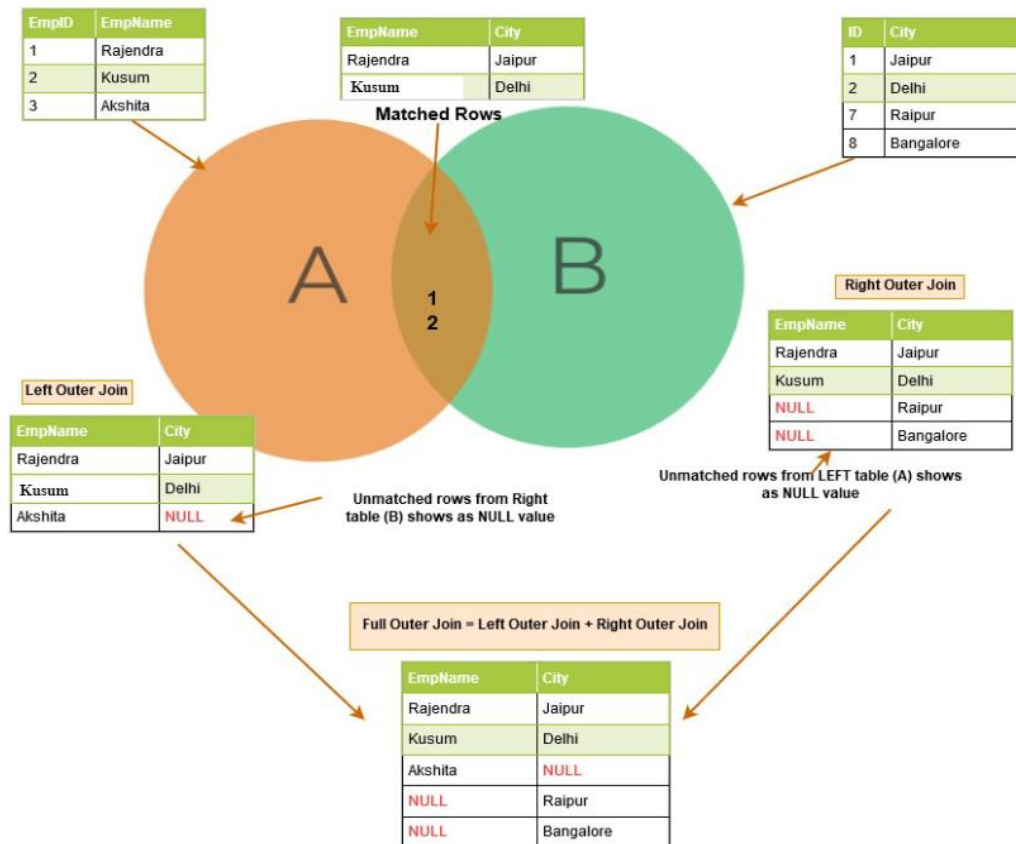 EmpID EmpName
1 Rajendra
2 Kusum
3 Akshita
EmpName City
Rajendra Jaipur
Kusum Delhi
Matched Rows
ID City
1 Jaipur
2 Delhi
7 Raipur
8 Bangalore
A
B
1
2
Right Outer Join
EmpName City
Rajendra Jaipur
Kusum Delhi
NULL Raipur
NULL Bangalore
Unmatched rows from LEFT table (A) shows
as NULL value
Left Outer Join
EmpName City
Rajendra Jaipur
Kusum Delhi
Akshita NULL
Unmatched rows from Right
table (B) shows as NULL value
Full Outer Join = Left Outer Join + Right Outer Join
EmpName City
Rajendra Jaipur
Kusum Delhi
Akshita NULL
NULL Raipur
NULL Bangalore